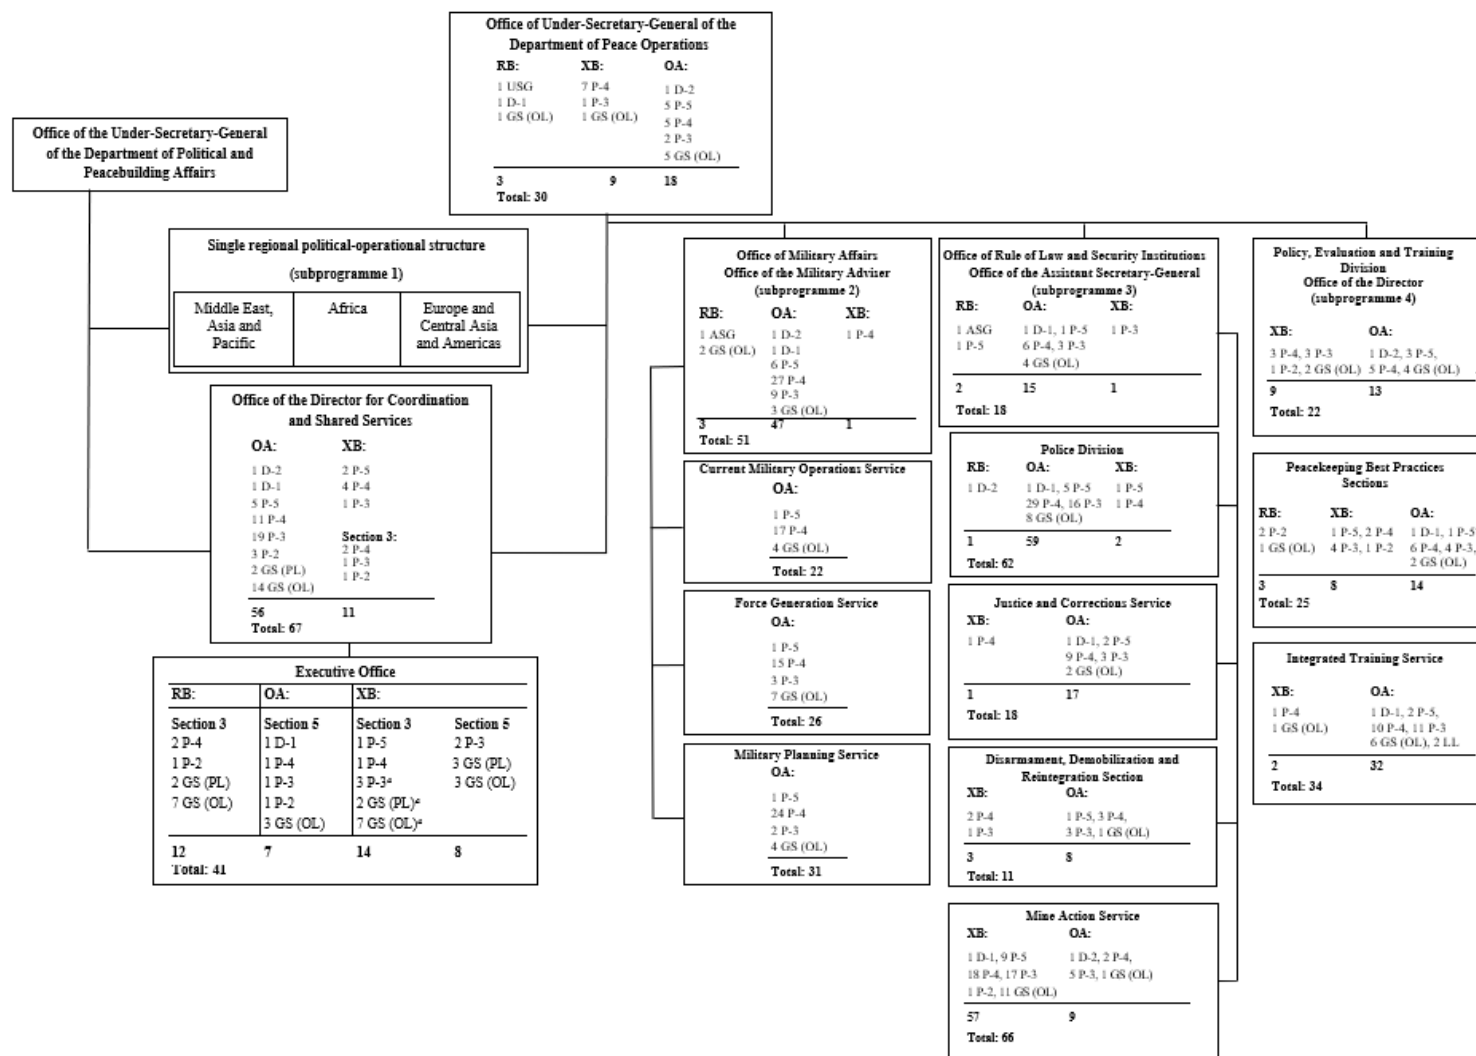 Office of Under-Secretary-General of the
Department of Peace Operations
RB: XB: OA:
1 USG 7 P-4 1 D-2
1 D-1 1 P-3 5 P-5
1 GS (OL) 1 GS (OL) 5 P-4
2 P-3
5 GS (OL)
3 9 18
Total: 30
Office of the Under-Secretary-General
of the Department of Political and
Peacebuilding Affairs
Single regional political-operational structure
(subprogramme 1)
Middle East,
Asia and
Pacific
Africa
Europe and
Central Asia
and Americas
Office of the Director for Coordination
and Shared Services
OA: XB:
1 D-2 2 P-5
1 D-1 4 P-4
5 P-5 1 P-3
11 P-4
19 P-3 Section 3:
3 P-2 2 P-4
2 GS (PL) 1 P-3
14 GS (OL) 1 P-2
56 11
Total: 67
Executive Office
RB: OA: XB:
Section 3 Section 5 Section 3 Section 5
2 P-4 1 D-1 1 P-5 2 P-3
1 P-2 1 P-4 1 P-4 3 GS (PL)
2 GS (PL) 1 P-3 3 P-3ª 3 GS (OL)
7 GS (OL) 1 P-2 2 GS (PL)ª
3 GS (OL) 7 GS (OL)ª
12 7 14 8
Total: 41
Office of Military Affairs
Office of the Military Adviser
(subprogramme 2)
RB: OA: XB:
1 ASG 1 D-2 1 P-4
2 GS (OL) 1 D-1
6 P-5
27 P-4
9 P-3
3 GS (OL)
3 47 1
Total: 51
Current Military Operations Service
OA:
1 P-5
17 P-4
4 GS (OL)
Total: 22
Force Generation Service
OA:
1 P-5
15 P-4
3 P-3
7 GS (OL)
Total: 26
Military Planning Service
OA:
1 P-5
24 P-4
2 P-3
4 GS (OL)
Total: 31
Office of Rule of Law and Security Institutions
Office of the Assistant Secretary-General
(subprogramme 3)
RB: OA: XB:
1 ASG 1 D-1, 1 P-5 1 P-3
1 P-5 6 P-4, 3 P-3
4 GS (OL)
2 15 1
Total: 18
Police Division
RB: OA: XB:
1 D-2 1 D-1, 5 P-5 1 P-5
29 P-4, 16 P-3 1 P-4
8 GS (OL)
1 59 2
Total: 62
Justice and Corrections Service
XB: OA:
1 P-4 1 D-1, 2 P-5
9 P-4, 3 P-3
2 GS (OL)
1 17
Total: 18
Disarmament, Demobilization and
Reintegration Section
XB: OA:
2 P-4 1 P-5, 3 P-4,
1 P-3 3 P-3, 1 GS (OL)
3 8
Total: 11
Mine Action Service
XB: OA:
1 D-1, 9 P-5 1 D-2, 2 P-4,
18 P-4, 17 P-3 5 P-3, 1 GS (OL)
1 P-2, 11 GS (OL)
57 9
Total: 66
Policy, Evaluation and Training
Division
Office of the Director
(subprogramme 4)
XB: OA:
3 P-4, 3 P-3 1 D-2, 3 P-5,
1 P-2, 2 GS (OL) 5 P-4, 4 GS (OL)
9 13
Total: 22
Peacekeeping Best Practices
Sections
RB: XB: OA:
2 P-2 1 P-5, 2 P-4 1 D-1, 1 P-5
1 GS (OL) 4 P-3, 1 P-2 6 P-4, 4 P-3,
2 GS (OL)
3 8 14
Total: 25
Integrated Training Service
XB: OA:
1 P-4 1 D-1, 2 P-5,
1 GS (OL) 10 P-4, 11 P-3
6 GS (OL), 2 LL
2 32
Total: 34